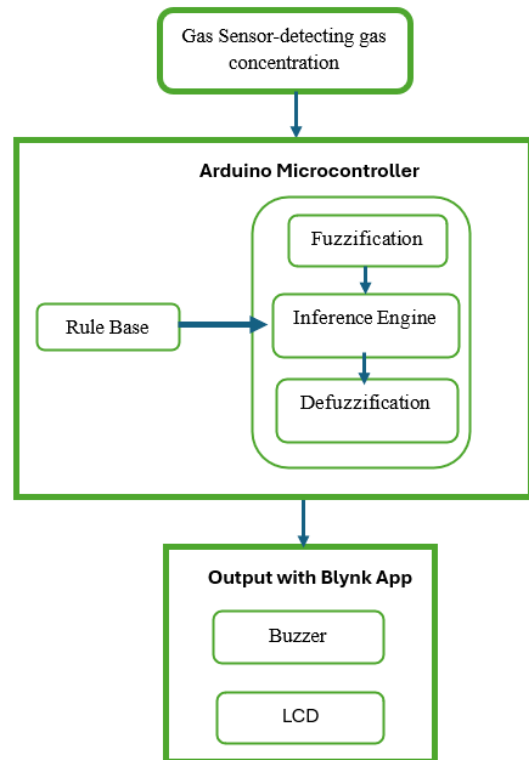 Gas Sensor-detecting gas
concentration
Arduino Microcontroller
Fuzzification
Rule Base
Inference Engine
Defuzzification
Output with Blynk App
Buzzer
LCD